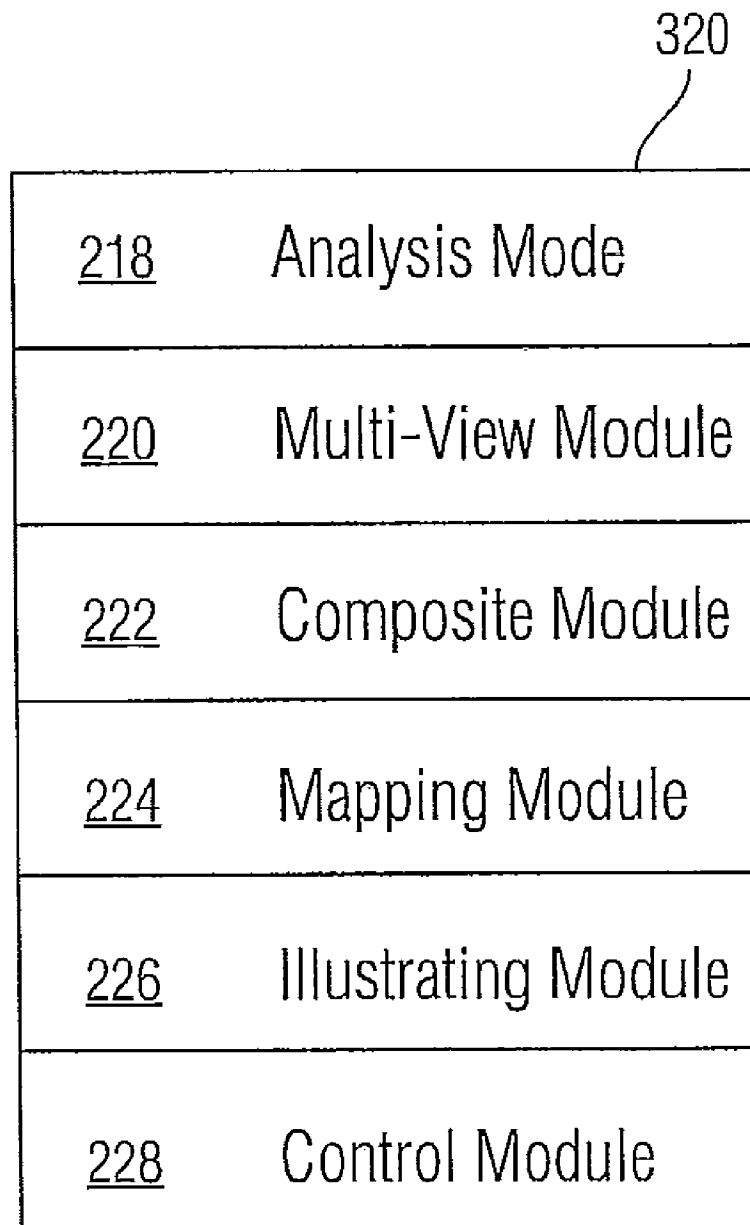 320
218 Analysis Mode
220 Multi-View Module
222 Composite Module
224 Mapping Module
226 Illustrating Module
228 Control Module